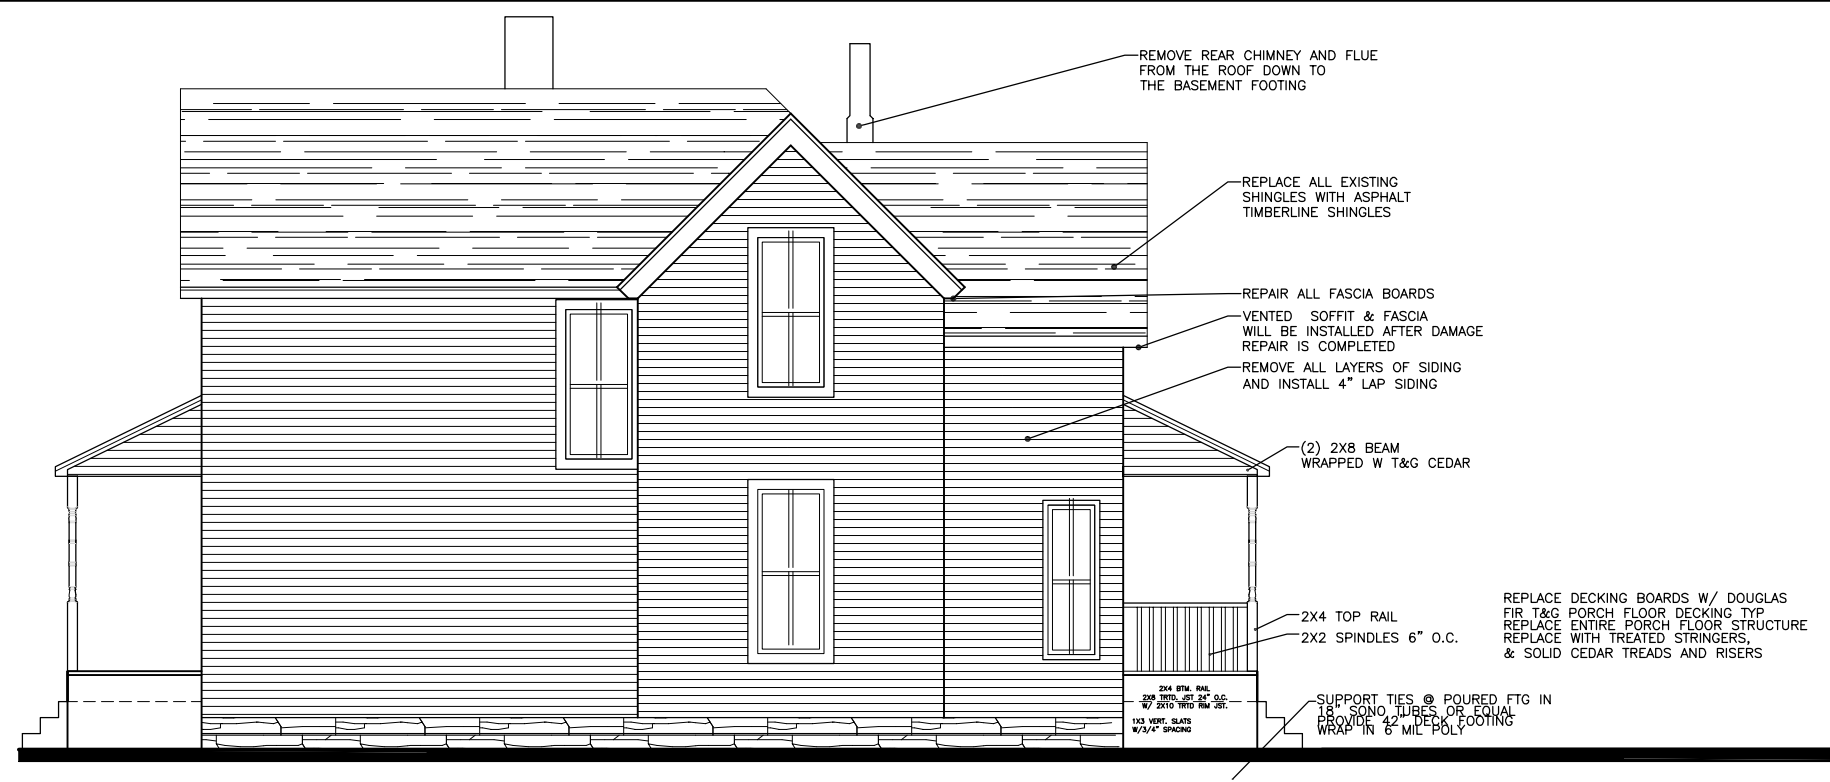 REMOVE REAR CHIMNEY AND FLUE
FROM THE ROOF DOWN TO
THE BASEMENT FOOTING
REPLACE ALL EXISTING
SHINGLES WITH ASPHALT
TIMBERLINE SHINGLES
REPAIR ALL FASCIA BOARDS
VENTED SOFFIT & FASCIA
WILL BE INSTALLED AFTER DAMAGE
REPAIR IS COMPLETED
REMOVE ALL LAYERS OF SIDING
AND INSTALL 4" LAP SIDING
(2) 2X8 BEAM
WRAPPED W T&G CEDAR
2X4 TOP RAIL
2X2 SPINDLES 6" O.C.
REPLACE DECKING BOARDS W/ DOUGLAS
FIR T&G PORCH FLOOR DECKING TYP
REPLACE ENTIRE PORCH FLOOR STRUCTURE
REPLACE WITH TREATED STRINGERS,
& SOLID CEDAR TREADS AND RISERS
2X4 BTM. RAIL
2X8 TRTD. JST 24" O.C.
W/ 2X10 TRTD RIM JST.
1X3 VERT. SLATS
W/3/4" SPACING
SUPPORT TIES @ POURED FTG IN
18" SONO TUBES OR EQUAL
PROVIDE 42" DECK FOOTING
WRAP IN 6 MIL POLY